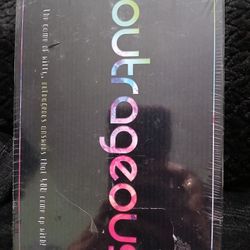 outrageous
the game of witty, outrageous answers that YOU come up with!